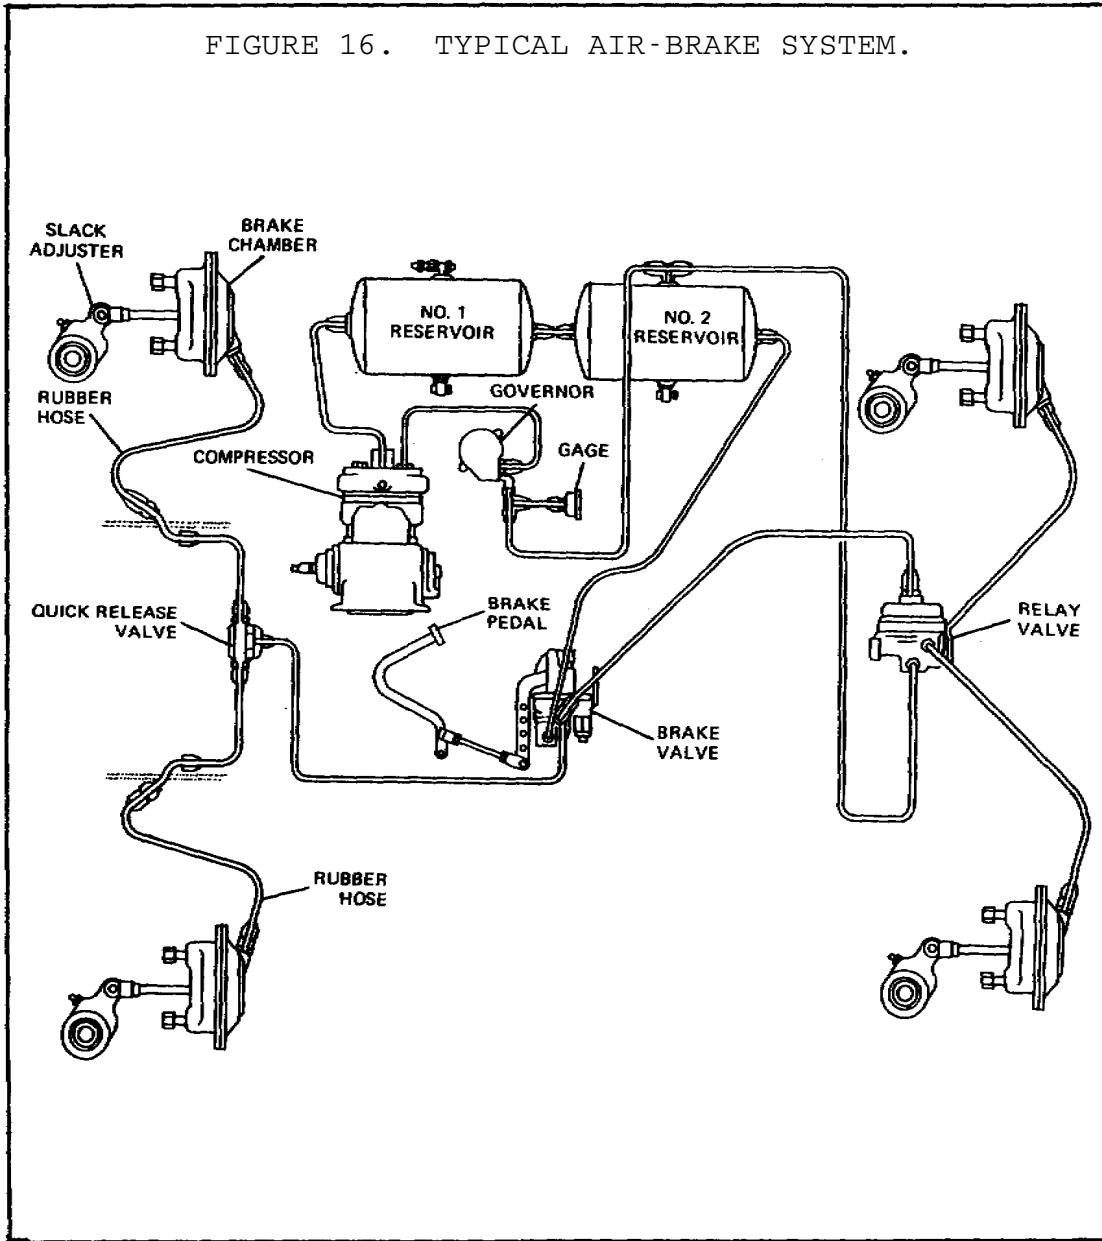 FIGURE 16. TYPICAL AIR-BRAKE SYSTEM.
SLACK
ADJUSTER
BRAKE
CHAMBER
NO. 1
RESERVOIR
NO. 2
RESERVOIR
RUBBER
HOSE
GOVERNOR
COMPRESSOR
GAGE
QUICK RELEASE
VALVE
BRAKE
PEDAL
RELAY
VALVE
BRAKE
VALVE
RUBBER
HOSE